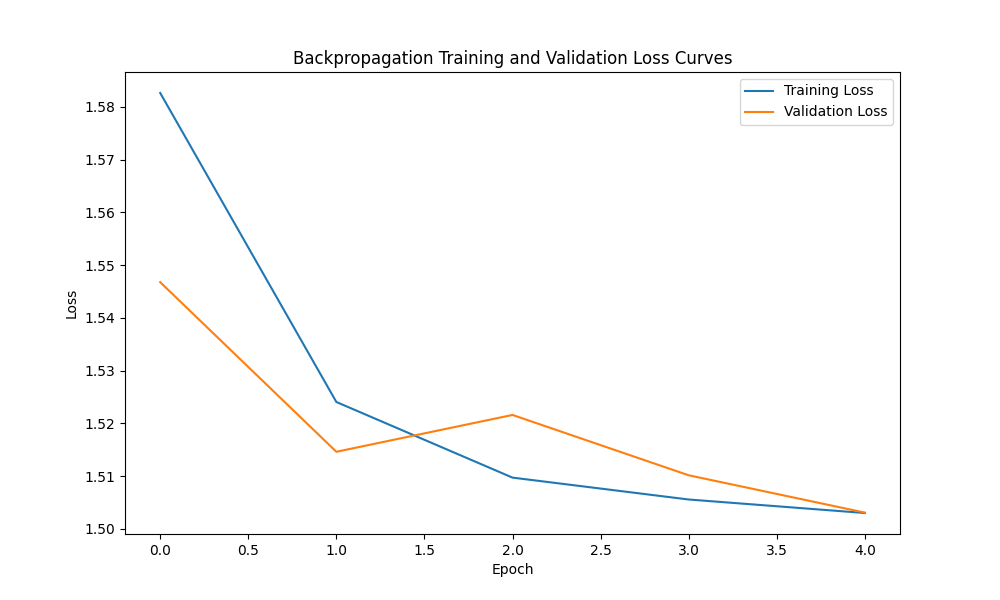 Backpropagation Training and Validation Loss Curves
Training Loss
Validation Loss
1.58
1.57
1.56
1.55
1.54
1.53
1.52
1.51
1.50
Loss
0.0 0.5 1.0 1.5 2.0 2.5 3.0 3.5 4.0
Epoch